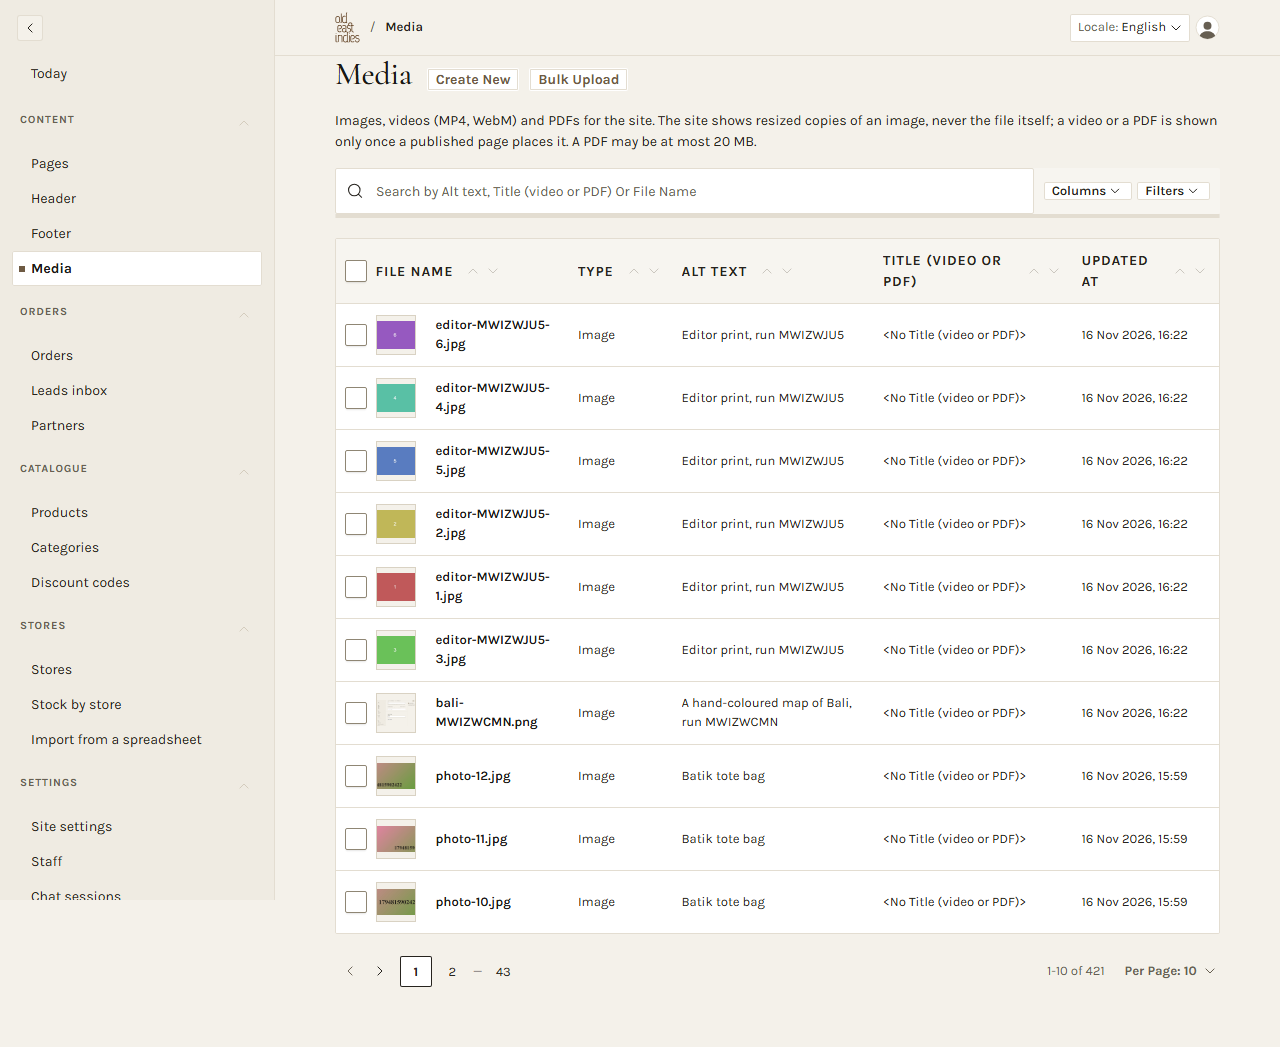 old
east
indies
/ Media
Locale: English
Today
CONTENT
Pages
Header
Footer
Media
ORDERS
Orders
Leads inbox
Partners
CATALOGUE
Products
Categories
Discount codes
STORES
Stores
Stock by store
Import from a spreadsheet
SETTINGS
Site settings
Staff
Chat sessions
Media
Create New
Bulk Upload
Images, videos (MP4, WebM) and PDFs for the site. The site shows resized copies of an image, never the file itself; a video or a PDF is shown
only once a published page places it. A PDF may be at most 20 MB.
Search by Alt text, Title (video or PDF) Or File Name
Columns
Filters
FILE NAME TYPE ALT TEXT TITLE (VIDEO OR PDF) UPDATED AT
editor-MWIZWJU5-6.jpg Image Editor print, run MWIZWJU5 <No Title (video or PDF)> 16 Nov 2026, 16:22
editor-MWIZWJU5-4.jpg Image Editor print, run MWIZWJU5 <No Title (video or PDF)> 16 Nov 2026, 16:22
editor-MWIZWJU5-5.jpg Image Editor print, run MWIZWJU5 <No Title (video or PDF)> 16 Nov 2026, 16:22
editor-MWIZWJU5-2.jpg Image Editor print, run MWIZWJU5 <No Title (video or PDF)> 16 Nov 2026, 16:22
editor-MWIZWJU5-1.jpg Image Editor print, run MWIZWJU5 <No Title (video or PDF)> 16 Nov 2026, 16:22
editor-MWIZWJU5-3.jpg Image Editor print, run MWIZWJU5 <No Title (video or PDF)> 16 Nov 2026, 16:22
bali-MWIZWCMN.png Image A hand-coloured map of Bali, run MWIZWCMN <No Title (video or PDF)> 16 Nov 2026, 16:22
photo-12.jpg Image Batik tote bag <No Title (video or PDF)> 16 Nov 2026, 15:59
photo-11.jpg Image Batik tote bag <No Title (video or PDF)> 16 Nov 2026, 15:59
photo-10.jpg Image Batik tote bag <No Title (video or PDF)> 16 Nov 2026, 15:59
1 2 — 43
1-10 of 421
Per Page: 10